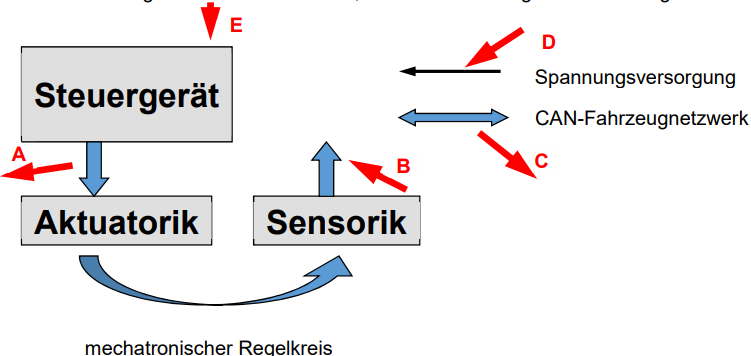 E
D
Steuergerät
Spannungsversorgung
CAN-Fahrzeugnetzwerk
A
B
C
Aktuatorik
Sensorik
mechatronischer Regelkreis